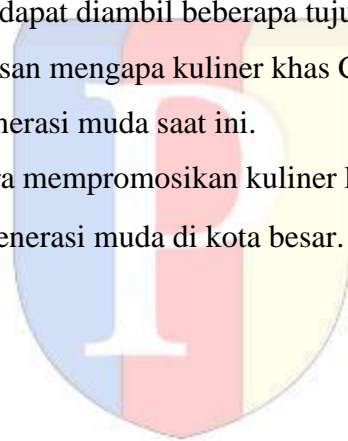 dapat diambil beberapa tuju
san mengapa kuliner khas
nerasi muda saat ini.
a mempromosikan kuliner
enerasi muda di kota besar.
P